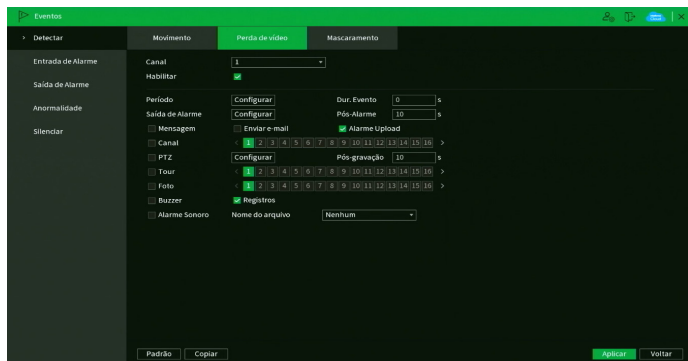 Eventos
Detectar
Movimento Perda de vídeo Mascaramento
Entrada de Alarme
Saída de Alarme
Anormalidade
Silenciar
Canal 1
Habilitar
Período Configurar Dur. Evento 0 s
Saída de Alarme Configurar Pós-Alarme 10 s
Mensagem Enviar e-mail Alarme Upload
Canal < 1 2 3 4 5 6 7 8 9 10 11 12 13 14 15 16 >
PTZ Configurar Pós-gravação 10 s
Tour < 1 2 3 4 5 6 7 8 9 10 11 12 13 14 15 16 >
Foto < 1 2 3 4 5 6 7 8 9 10 11 12 13 14 15 16 >
Buzzer Registros
Alarme Sonoro Nome do arquivo Nenhum
Padrão Copiar Aplicar Voltar